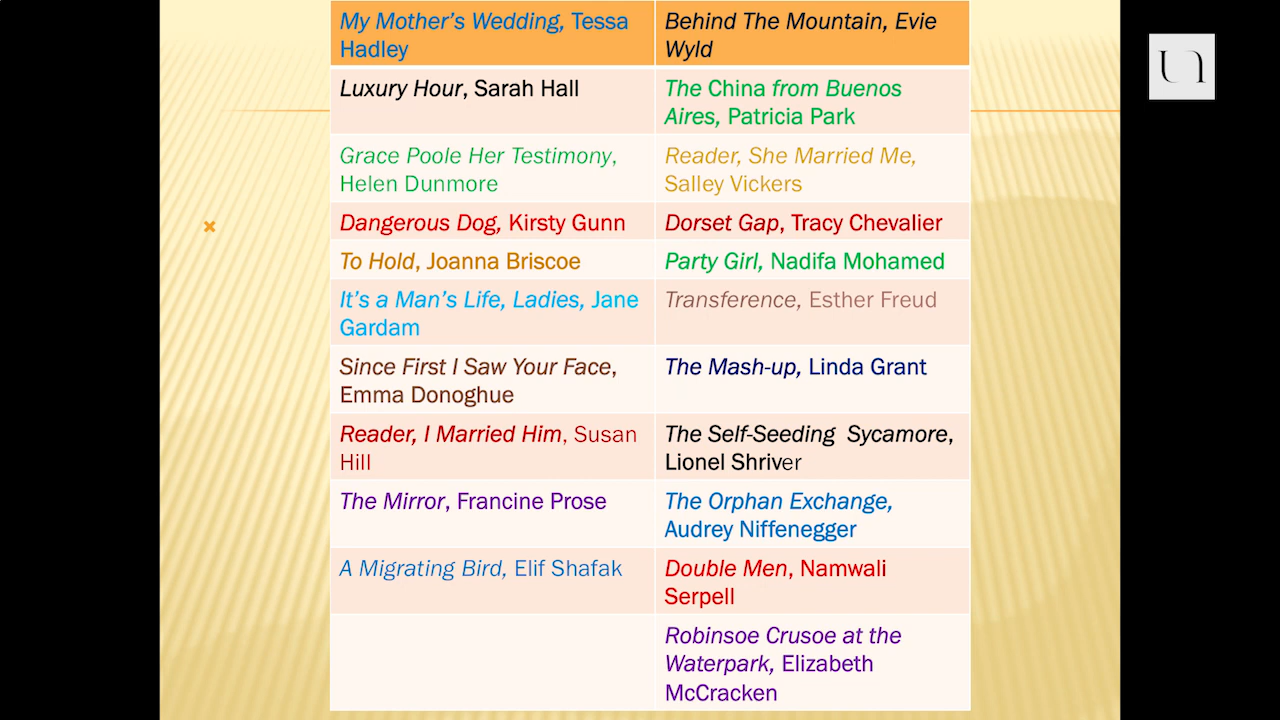 My Mother's Wedding, Tessa
Hadley
Behind The Mountain, Evie
Wyld
Luxury Hour, Sarah Hall
The China from Buenos
Aires, Patricia Park
Grace Poole Her Testimony,
Helen Dunmore
Reader, She Married Me,
Salley Vickers
Dangerous Dog, Kirsty Gunn
Dorset Gap, Tracy Chevalier
To Hold, Joanna Briscoe
Party Girl, Nadifa Mohamed
It's a Man's Life, Ladies, Jane
Gardam
Transference, Esther Freud
Since First I Saw Your Face,
Emma Donoghue
The Mash-up, Linda Grant
Reader, I Married Him, Susan
Hill
The Self-Seeding Sycamore,
Lionel Shriver
The Mirror, Francine Prose
The Orphan Exchange,
Audrey Niffenegger
A Migrating Bird, Elif Shafak
Double Men, Namwali
Serpell
Robinsoe Crusoe at the
Waterpark, Elizabeth
McCracken